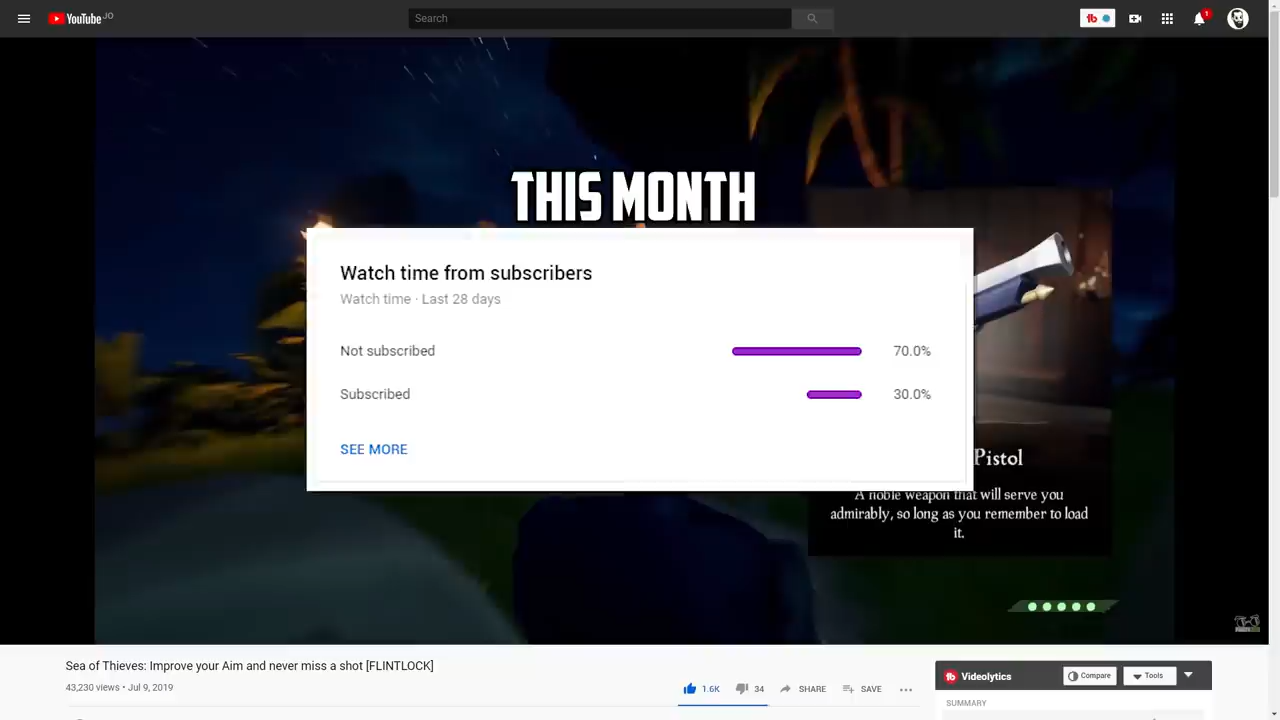 YouTube JO
Search
1
THIS MONTH
Watch time from subscribers
Watch time · Last 28 days
Not subscribed
70.0%
Subscribed
30.0%
SEE MORE
Pistol
A noble weapon that will serve you
admirably, so long as you remember to load
it.
Sea of Thieves: Improve your Aim and never miss a shot [FLINTLOCK]
43,230 views • Jul 9, 2019
1.6K
34
SHARE
SAVE
Videolytics
Compare
Tools
SUMMARY